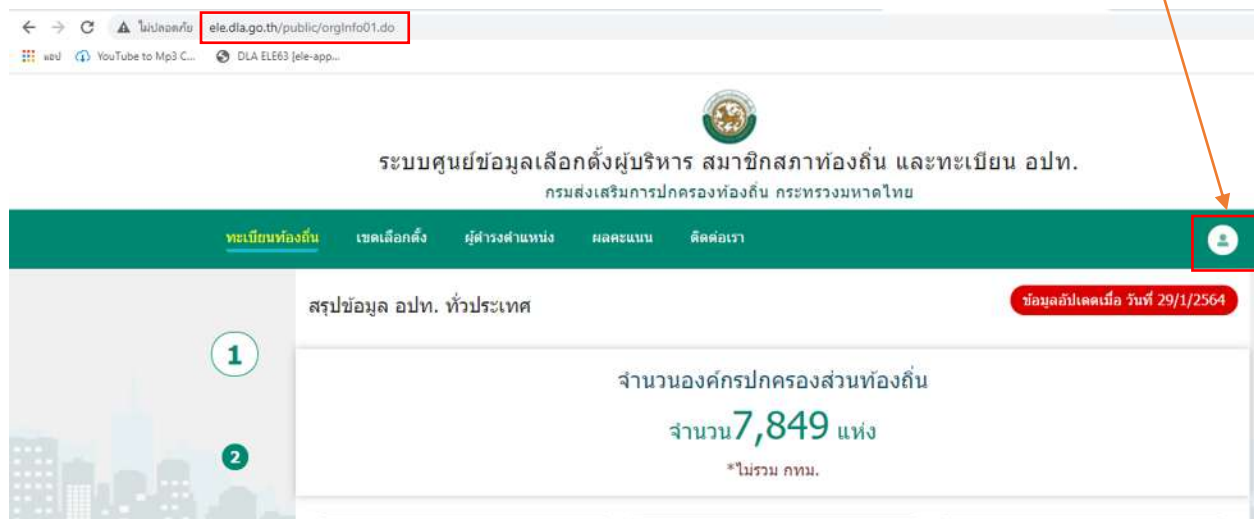 ไม่ปลอดภัย ele.dla.go.th/public/orgInfo01.do
แอป YouTube to Mp3 C... DLA ELE63 [ele-app...
ระบบศูนย์ข้อมูลเลือกตั้งผู้บริหาร สมาชิกสภาท้องถิ่น และทะเบียน อปท.
กรมส่งเสริมการปกครองท้องถิ่น กระทรวงมหาดไทย
ทะเบียนท้องถิ่น เขตเลือกตั้ง ผู้ดำรงตำแหน่ง ผลคะแนน ติดต่อเรา
สรุปข้อมูล อปท. ทั่วประเทศ ข้อมูลอัปเดตเมื่อ วันที่ 29/1/2564
1
จำนวนองค์กรปกครองส่วนท้องถิ่น
จำนวน 7,849 แห่ง
2
*ไม่รวม กทม.